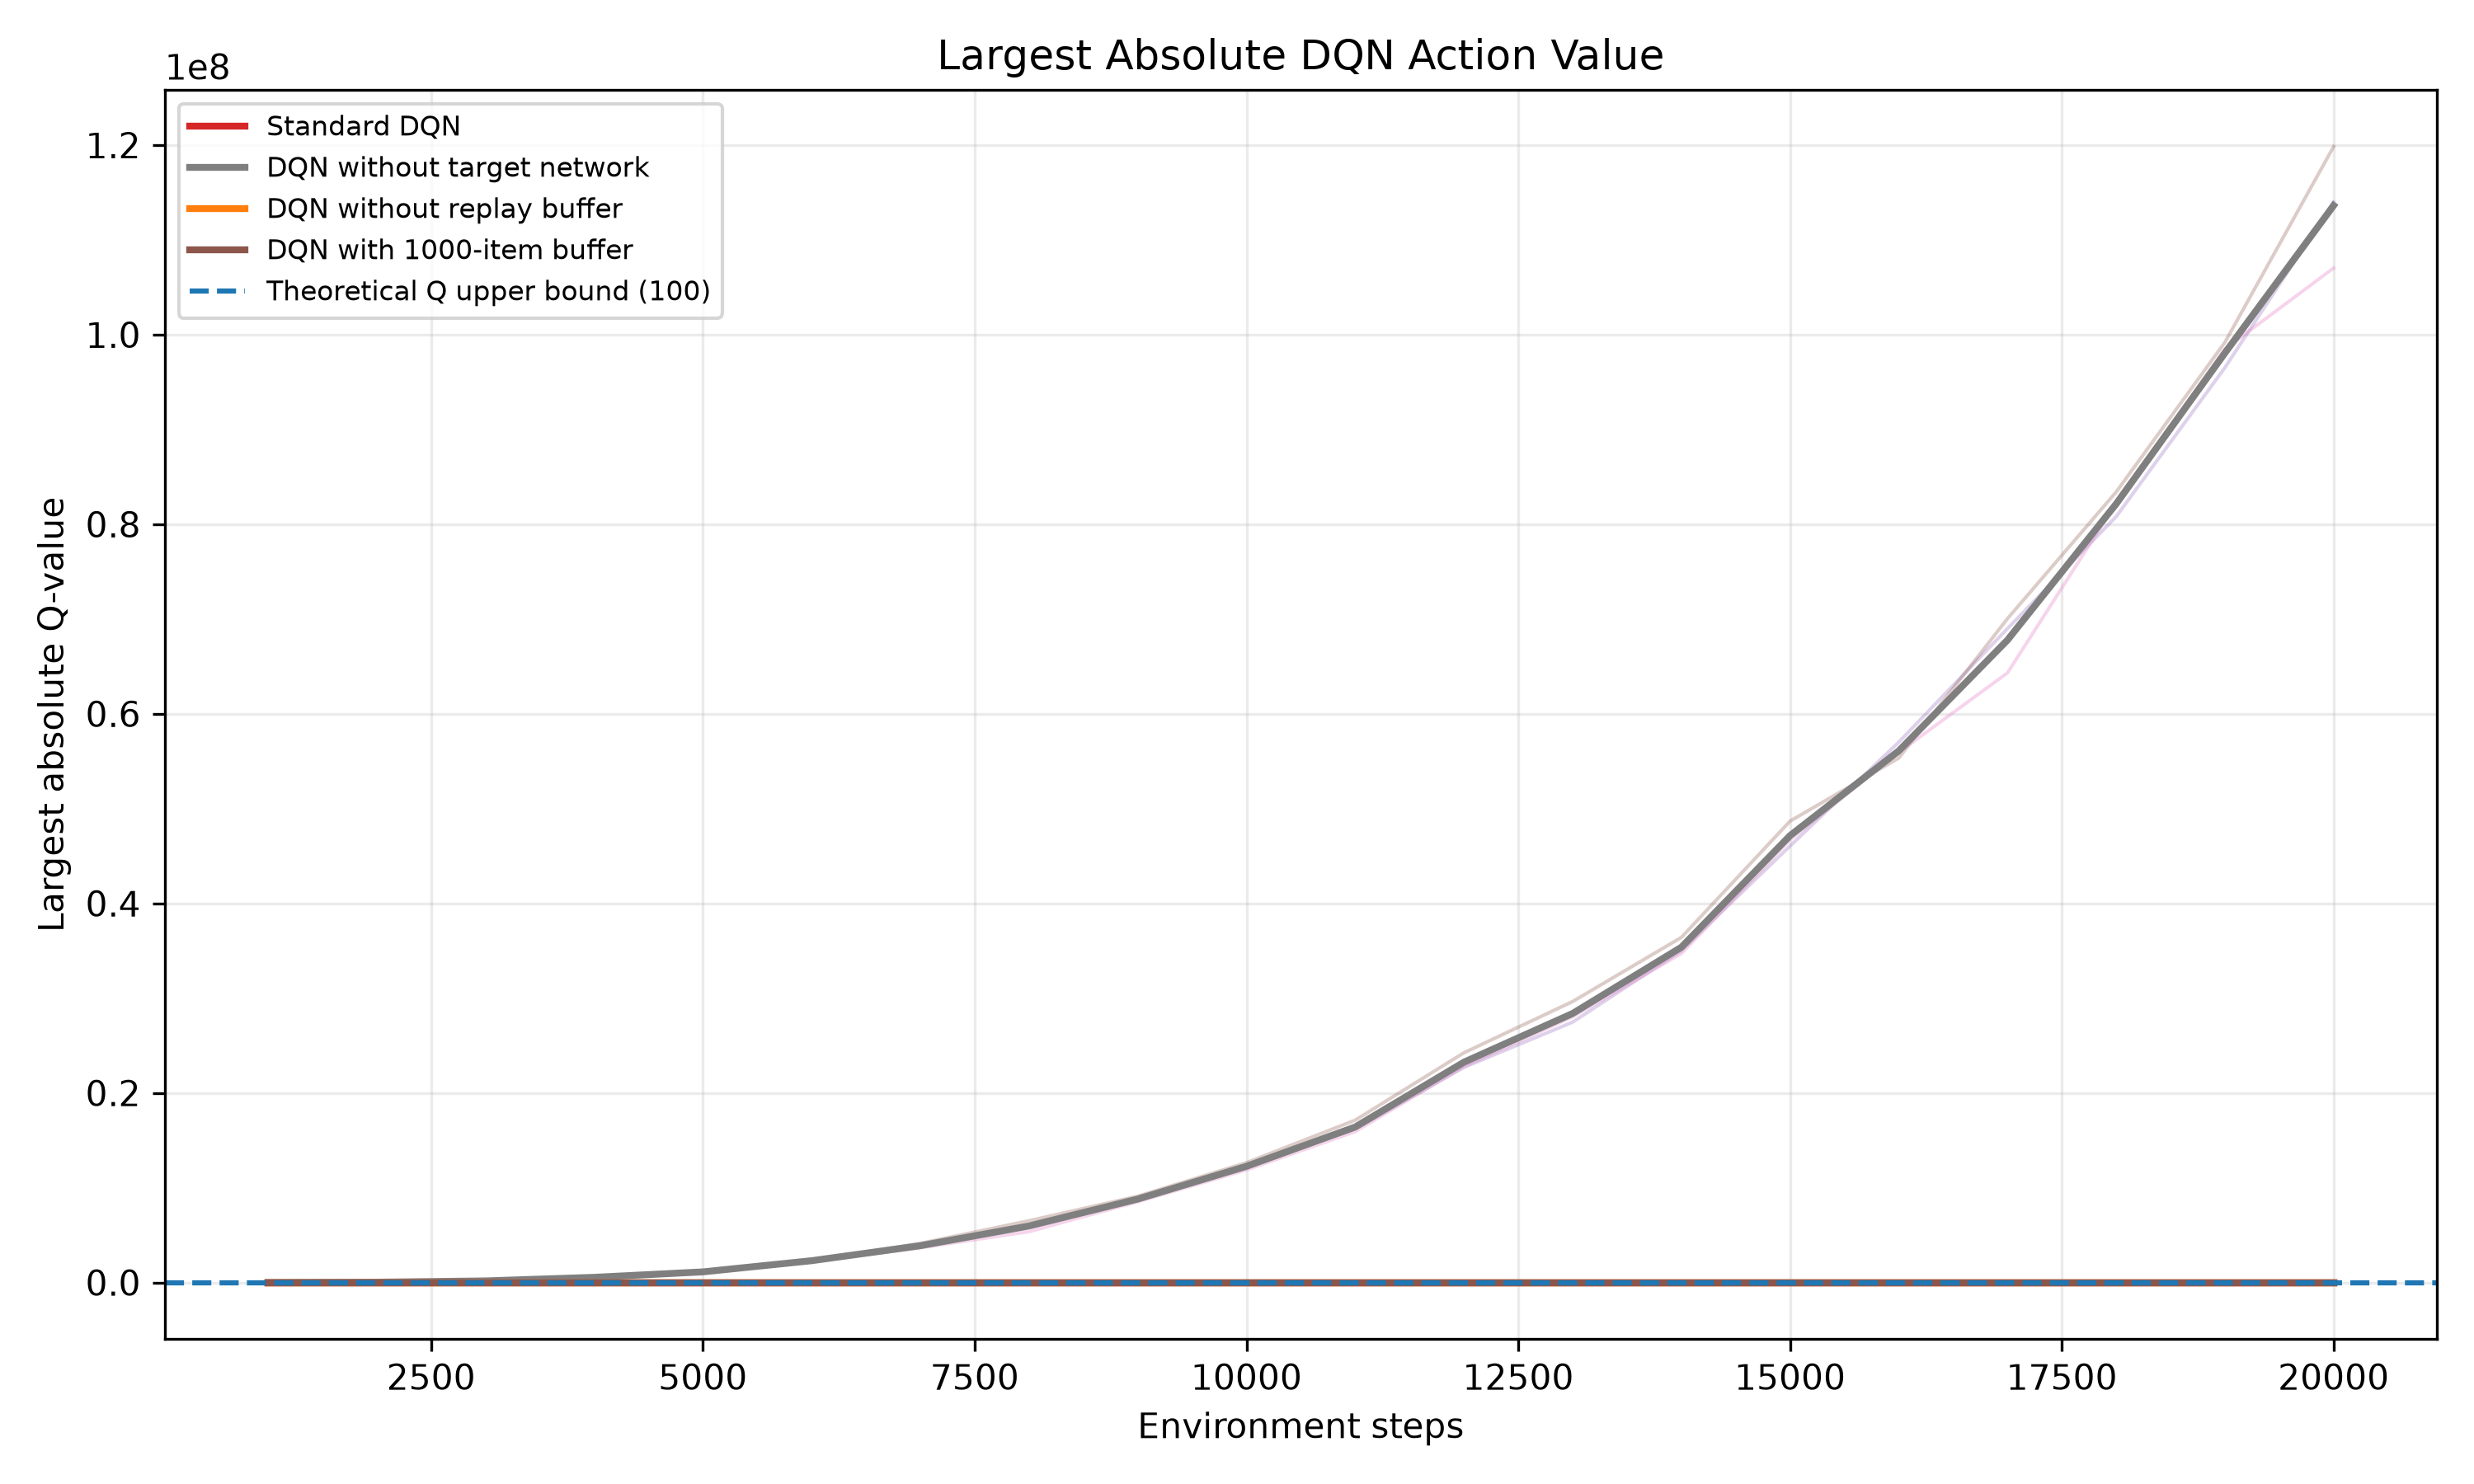 Largest Absolute DQN Action Value
1e8
Standard DQN
DQN without target network
DQN without replay buffer
DQN with 1000-item buffer
Theoretical Q upper bound (100)
1.2
1.0
0.8
0.6
0.4
0.2
0.0
Largest absolute Q-value
2500 5000 7500 10000 12500 15000 17500 20000
Environment steps